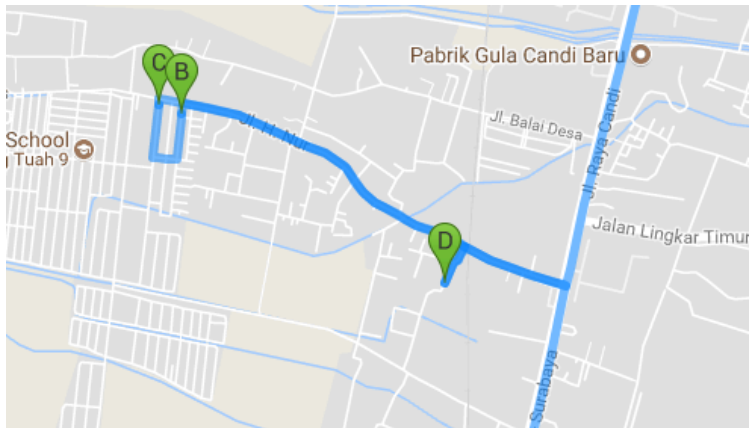 Pabrik Gula Candi Baru
C
B
School
g Tuah 9
Jl. H. Nur
Jl. Balai Desa
Jl. Raya Candi
D
Jalan Lingkar Timur
Surabaya